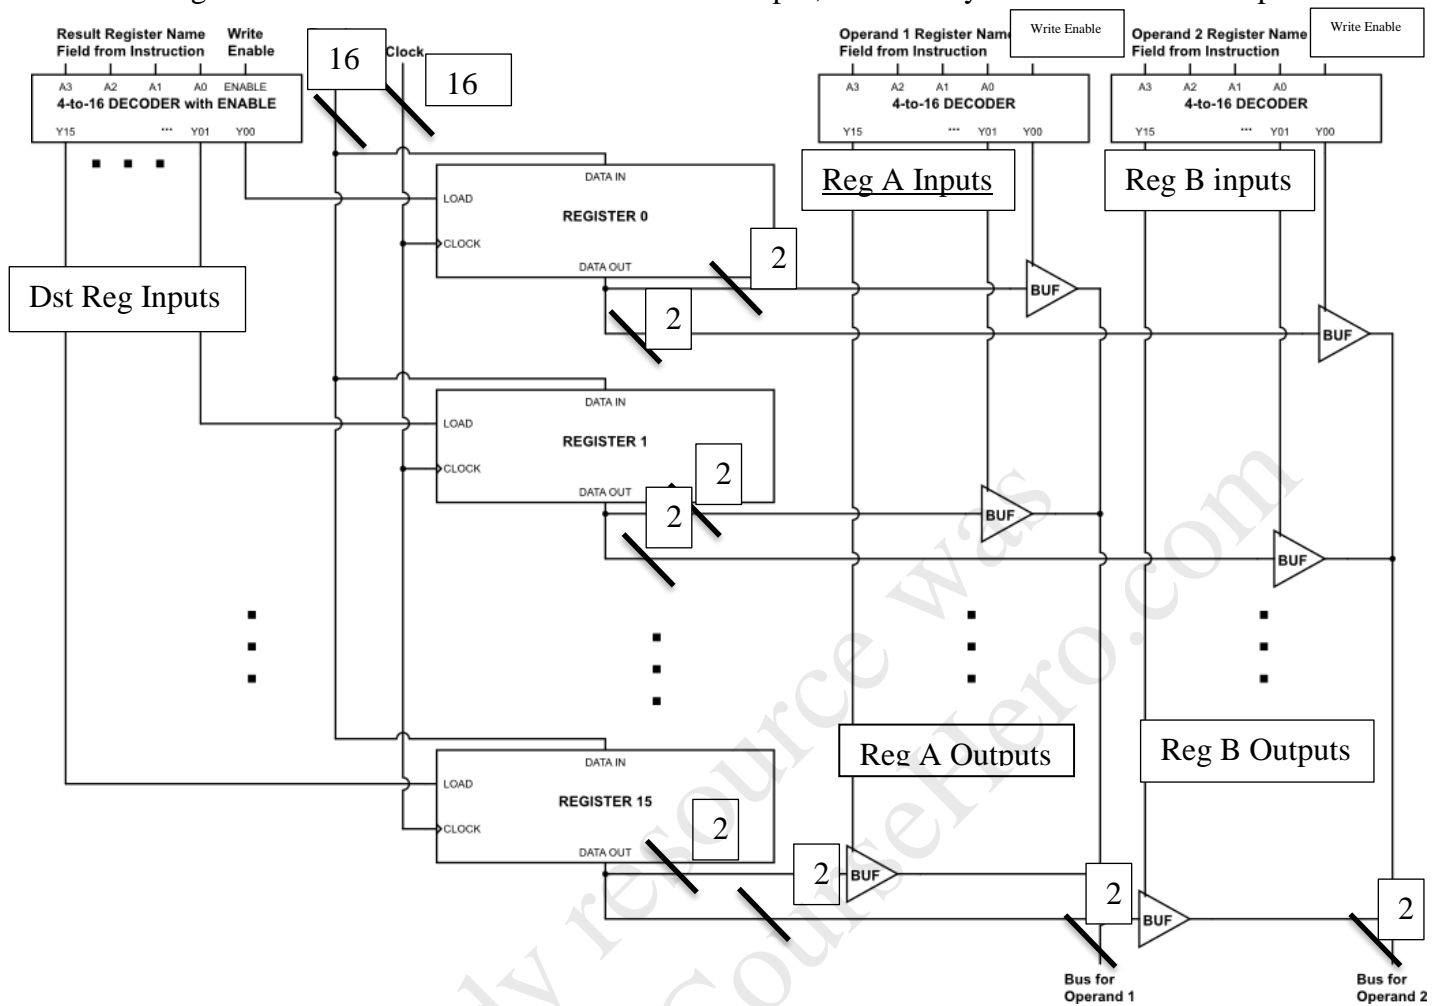 Result Register Name
Field from Instruction
Write
Enable
16
Clock
16
Operand 1 Register Name
Field from Instruction
Write Enable
Operand 2 Register Name
Field from Instruction
Write Enable
A3 A2 A1 A0 ENABLE
4-to-16 DECODER with ENABLE
Y15 ... Y01 Y00
A3 A2 A1 A0
4-to-16 DECODER
Y15 ... Y01 Y00
A3 A2 A1 A0
4-to-16 DECODER
Y15 ... Y01 Y00
Reg A Inputs
Reg B inputs
Dst Reg Inputs
DATA IN
LOAD
REGISTER 0
CLOCK
DATA OUT
2
2
BUF
BUF
DATA IN
LOAD
REGISTER 1
CLOCK
DATA OUT
2
2
BUF
BUF
Reg A Outputs
Reg B Outputs
DATA IN
LOAD
REGISTER 15
CLOCK
DATA OUT
2
2
BUF
2
BUF
2
Bus for
Operand 1
Bus for
Operand 2
resource was
CourseHero.com